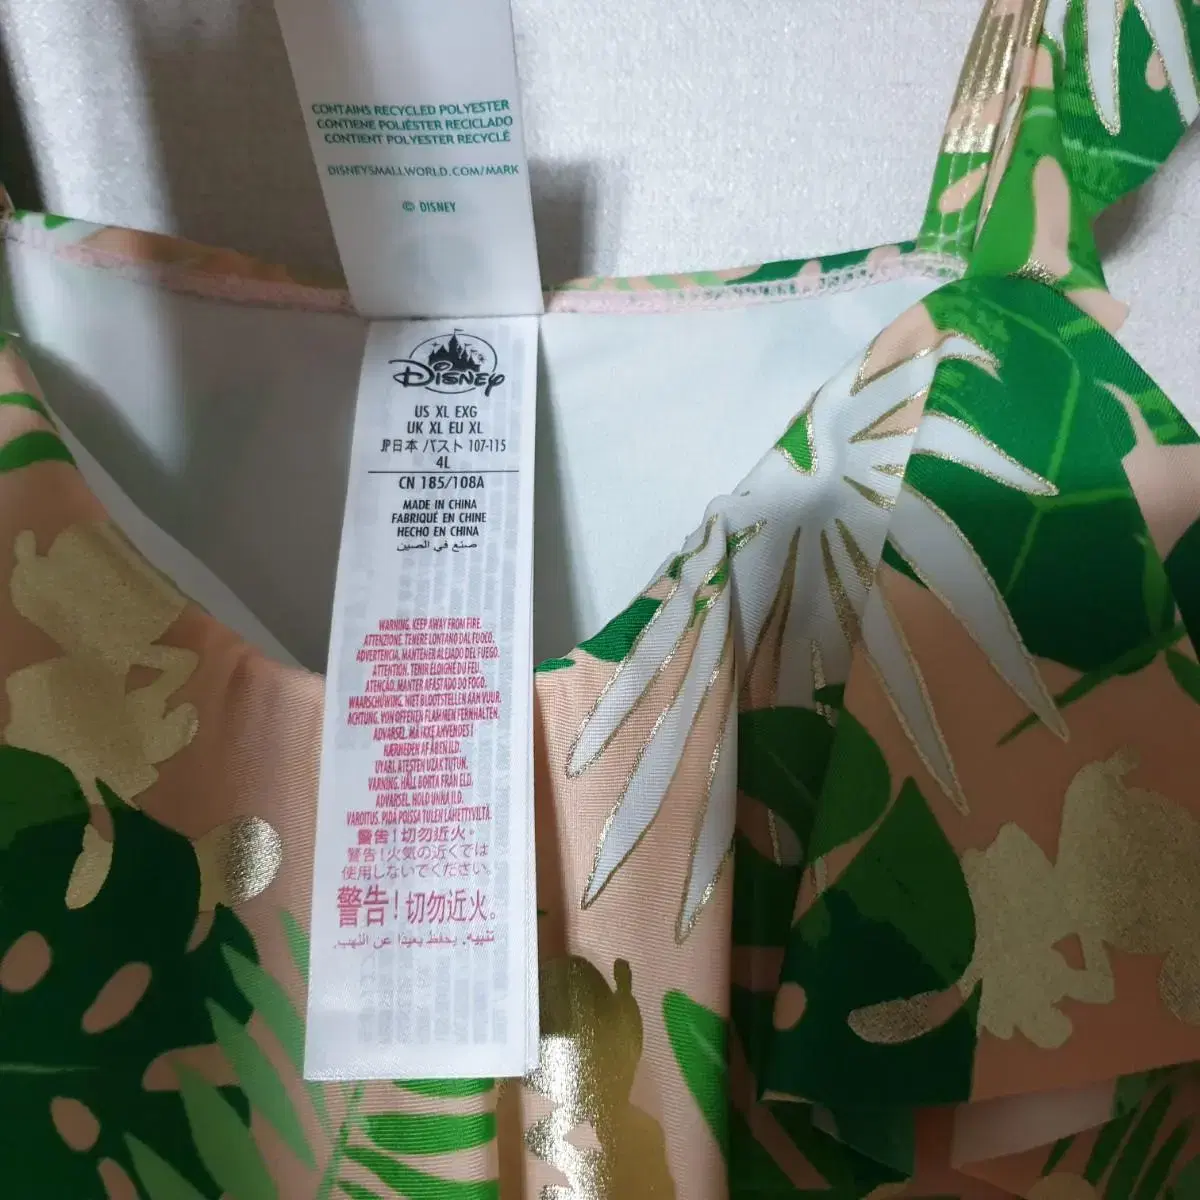 CONTAINS RECYCLED POLYESTER
CONTIENE POLIÉSTER RECICLADO
CONTIENT POLYESTER RECYCLÉ
DISNEYSMALLWORLD.COM/MARK
© DISNEY
Disney
US XL EXG
UK XL EU XL
JP日本 バスト 107-115
4L
CN 185/108A
MADE IN CHINA
FABRIQUÉ EN CHINE
HECHO EN CHINA
صنع في الصين
WARNING. KEEP AWAY FROM FIRE.
ATTENZIONE. TENERE LONTANO DAL FUOCO.
ADVERTENCIA. MANTENER ALEJADO DEL FUEGO.
ATTENTION. TENIR ÉLOIGNÉ DU FEU.
ATENÇÃO. MANTER AFASTADO DO FOGO.
WAARSCHUWING. NIET BLOOTSTELLEN AAN VUUR.
ACHTUNG. VON OFFENEN FLAMMEN FERNHALTEN.
ADVARSEL. MÅ IKKE ANVENDES I
NÆRHEDEN AF ÅBEN ILD.
UYARI. ATEŞTEN UZAK TUTUN.
VARNING. HÅLL BORTA FRÅN ELD.
ADVARSEL. HOLD UNNA ILD.
VAROITUS. PIDÄ POISSA TULEN LÄHETTYVILTÄ.
警告！切勿近火。
警告！火気の近くでは
使用しないでください。
警告！切勿近火。
تنبيه. يحفظ بعيدا عن اللهب.